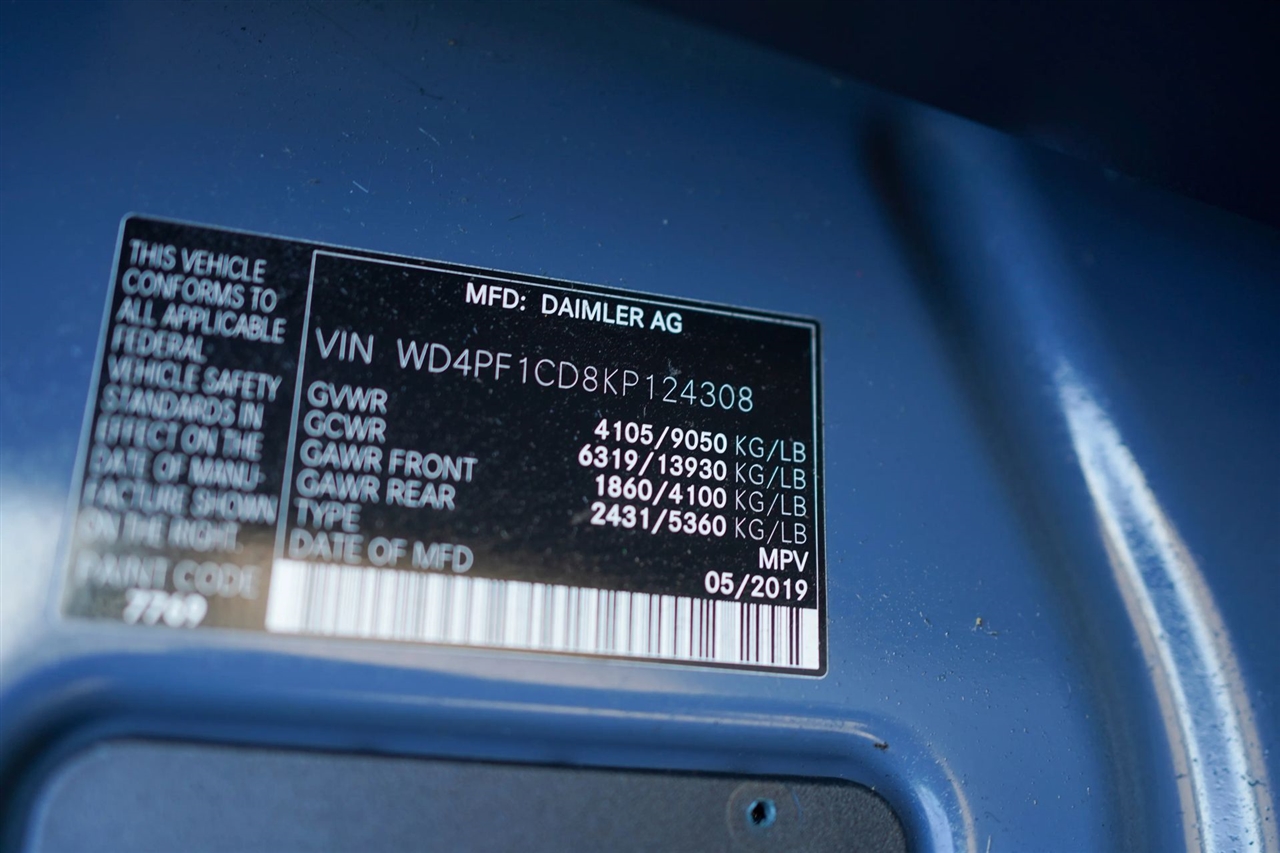 THIS VEHICLE
CONFORMS TO
ALL APPLICABLE
FEDERAL
VEHICLE SAFETY
STANDARDS IN
EFFECT ON THE
DATE OF MANU-
FACTURE SHOWN
ON THE RIGHT.
PAINT CODE
7769
MFD: DAIMLER AG
VIN WD4PF1CD8KP124308
GVWR 4105/9050 KG/LB
GCWR 6319/13930 KG/LB
GAWR FRONT 1860/4100 KG/LB
GAWR REAR 2431/5360 KG/LB
TYPE MPV
DATE OF MFD 05/2019